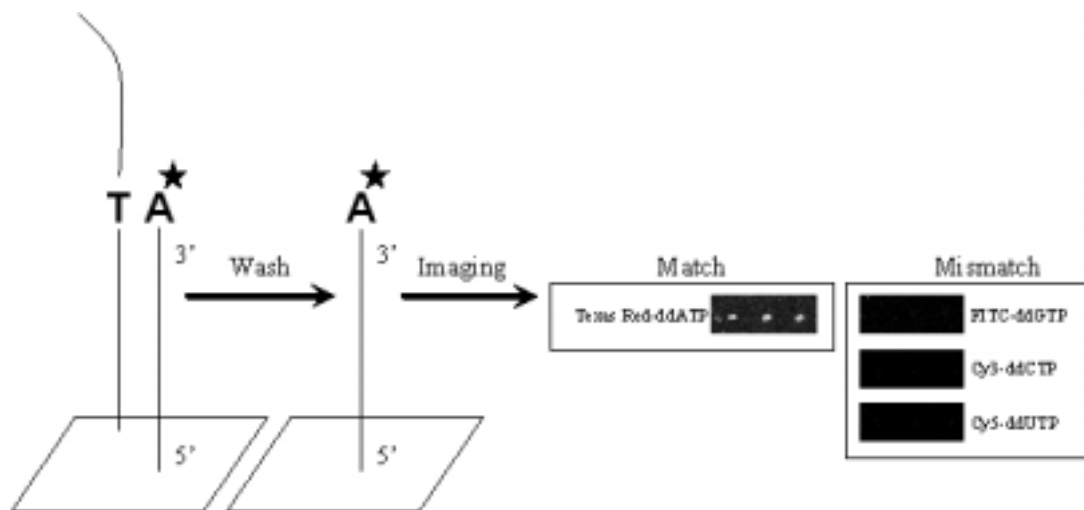 T A
3'
5'
Wash
A
3'
5'
Imaging
Match
Texas Red-ddATP
Mismatch
FITC-ddGTP
Cy3-ddCTP
Cy5-ddUTP